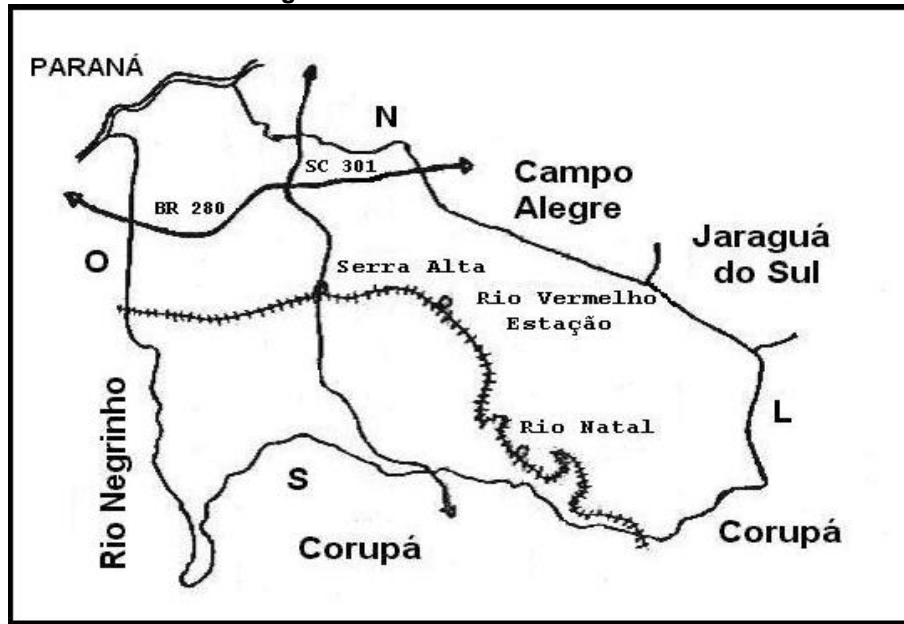 PARANÁ
N
SC 301
Campo
Alegre
BR 280
Jaraguá
do Sul
O
Serra Alta
Rio Vermelho
Estação
Rio Negrinho
L
Rio Natal
S
Corupá
Corupá